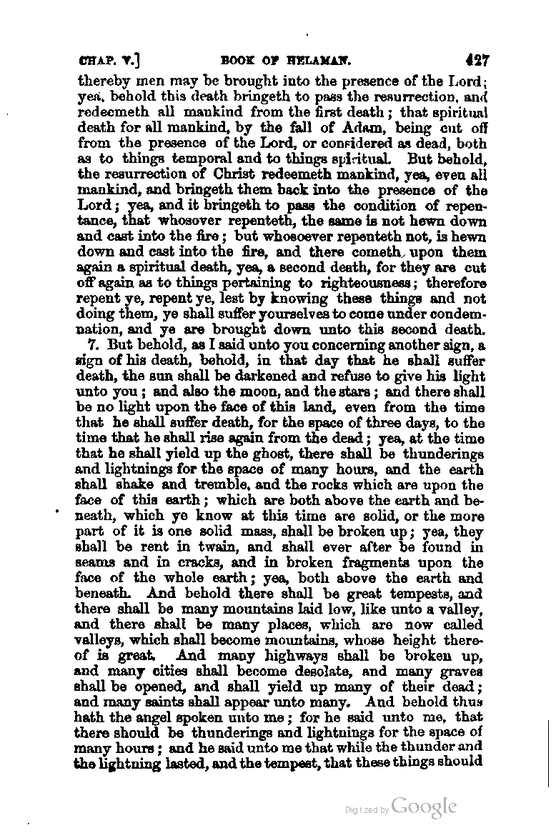 CHAP. V.] BOOK OF HELAMAN. 427
thereby men may be brought into the presence of the Lord;
yea, behold this death bringeth to pass the resurrection, and
redeemeth all mankind from the first death; that spiritual
death for all mankind, by the fall of Adam, being cut off
from the presence of the Lord, or considered as dead, both
as to things temporal and to things spiritual. But behold,
the resurrection of Christ redeemeth mankind, yea, even all
mankind, and bringeth them back into the presence of the
Lord; yea, and it bringeth to pass the condition of repen-
tance, that whosover repenteth, the same is not hewn down
and cast into the fire; but whosoever repenteth not, is hewn
down and cast into the fire, and there cometh upon them
again a spiritual death, yea, a second death, for they are cut
off again as to things pertaining to righteousness; therefore
repent ye, repent ye, lest by knowing these things and not
doing them, ye shall suffer yourselves to come under condem-
nation, and ye are brought down unto this second death.
7. But behold, as I said unto you concerning another sign, a
sign of his death, behold, in that day that he shall suffer
death, the sun shall be darkened and refuse to give his light
unto you; and also the moon, and the stars; and there shall
be no light upon the face of this land, even from the time
that he shall suffer death, for the space of three days, to the
time that he shall rise again from the dead; yea, at the time
that he shall yield up the ghost, there shall be thunderings
and lightnings for the space of many hours, and the earth
shall shake and tremble, and the rocks which are upon the
face of this earth; which are both above the earth and be-
neath, which ye know at this time are solid, or the more
part of it is one solid mass, shall be broken up; yea, they
shall be rent in twain, and shall ever after be found in
seams and in cracks, and in broken fragments upon the
face of the whole earth; yea, both above the earth and
beneath. And behold there shall be great tempests, and
there shall be many mountains laid low, like unto a valley,
and there shall be many places, which are now called
valleys, which shall become mountains, whose height there-
of is great. And many highways shall be broken up,
and many cities shall become desolate, and many graves
shall be opened, and shall yield up many of their dead;
and many saints shall appear unto many. And behold thus
hath the angel spoken unto me; for he said unto me, that
there should be thunderings and lightnings for the space of
many hours; and he said unto me that while the thunder and
the lightning lasted, and the tempest, that these things should
Digitized by Google